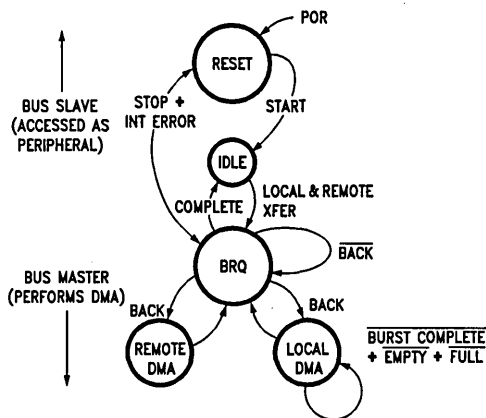 POR
RESET
STOP +
INT ERROR
START
BUS SLAVE
(ACCESSED AS
PERIPHERAL)
IDLE
COMPLETE
LOCAL & REMOTE
XFER
BRQ
BACK
BUS MASTER
(PERFORMS DMA)
BACK
BACK
REMOTE
DMA
LOCAL
DMA
BURST COMPLETE
+ EMPTY + FULL